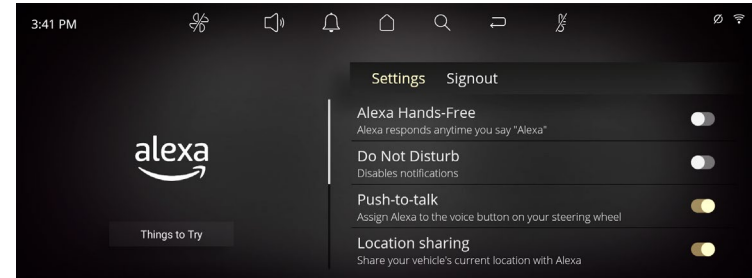 3:41 PM
Settings Signout
alexa
Things to Try
Alexa Hands-Free
Alexa responds anytime you say "Alexa"
Do Not Disturb
Disables notifications
Push-to-talk
Assign Alexa to the voice button on your steering wheel
Location sharing
Share your vehicle's current location with Alexa